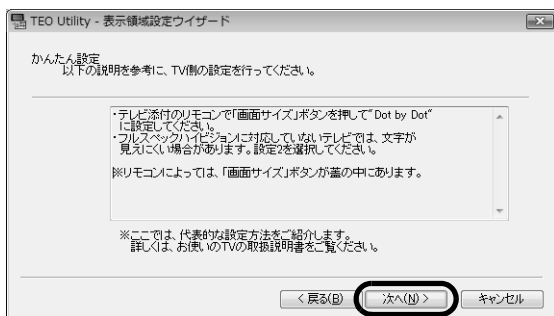 TEO Utility - 表示領域設定ウィザード
かんたん設定
以下の説明を参考に、TV側の設定を行ってください。
・テレビ添付のリモコンで「画面サイズ」ボタンを押して"Dot by Dot"
に設定してください。
・フルスペックハイビジョンに対応していないテレビでは、文字が
見えにくい場合があります。設定2を選択してください。
※リモコンによっては、「画面サイズ」ボタンが蓋の中にあります。
※ここでは、代表的な設定方法をご紹介します。
詳しくは、お使いのTVの取扱説明書をご覧ください。
< 戻る(B) 次へ(N) > キャンセル